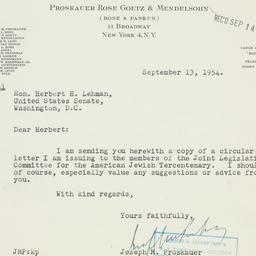 PROSKAUER ROSE GOETZ & MENDELSOHN
(ROSE & PASKUS)
11 BROADWAY
NEW YORK 4, N.Y.
REC'D SEP 14
September 13, 1954.
Hon. Herbert H. Lehman,
United States Senate,
Washington, D.C.
Dear Herbert:
I am sending you herewith a copy of a circular
letter I am issuing to the members of the Joint Legislati
Committee for the American Jewish Tercentenary. I shoul
of course, especially value any suggestions or advice from
you.
With kind regards,
Yours faithfully,
Joseph M. Proskauer
JMP:kp